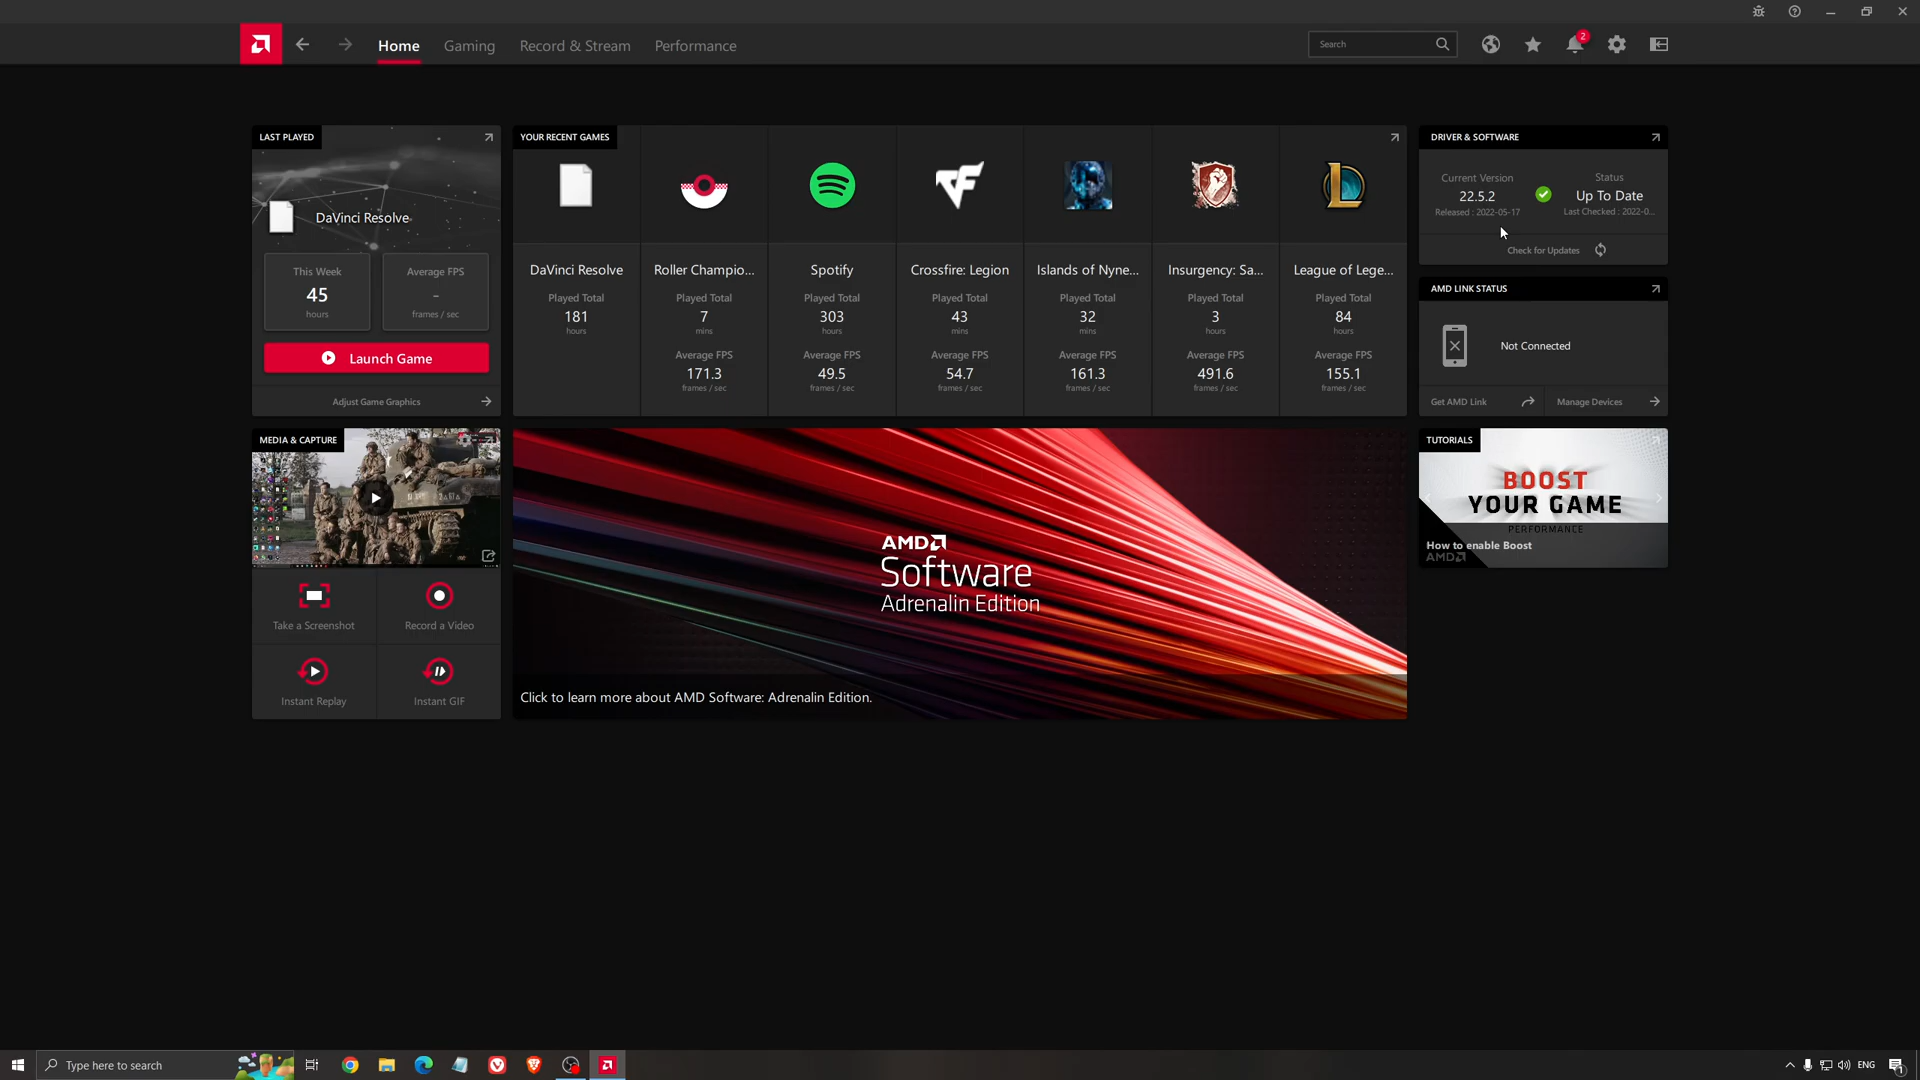 Home
Gaming
Record & Stream
Performance
Search
2
LAST PLAYED
DaVinci Resolve
This Week
45
hours
Average FPS
–
frames / sec
Launch Game
Adjust Game Graphics
YOUR RECENT GAMES
DaVinci Resolve
Played Total
181
hours
Roller Champio...
Played Total
7
mins
Average FPS
171.3
frames / sec
Spotify
Played Total
303
hours
Average FPS
49.5
frames / sec
Crossfire: Legion
Played Total
43
mins
Average FPS
54.7
frames / sec
Islands of Nyne...
Played Total
32
mins
Average FPS
161.3
frames / sec
Insurgency: Sa...
Played Total
3
hours
Average FPS
491.6
frames / sec
League of Lege...
Played Total
84
hours
Average FPS
155.1
frames / sec
DRIVER & SOFTWARE
Current Version
22.5.2
Released : 2022-05-17
Status
Up To Date
Last Checked : 2022-0...
Check for Updates
AMD LINK STATUS
Not Connected
Get AMD Link
Manage Devices
MEDIA & CAPTURE
Take a Screenshot
Record a Video
Instant Replay
Instant GIF
AMD
Software
Adrenalin Edition
Click to learn more about AMD Software: Adrenalin Edition.
TUTORIALS
BOOST
YOUR GAME
PERFORMANCE
How to enable Boost
AMD
Type here to search
ENG
1